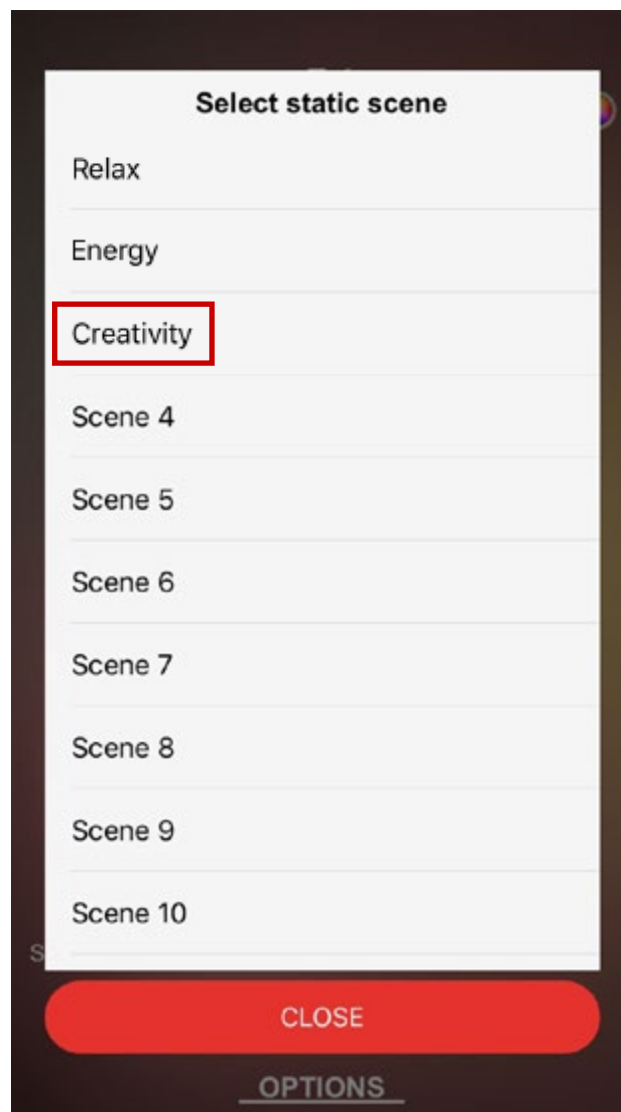 Select static scene
Relax
Energy
Creativity
Scene 4
Scene 5
Scene 6
Scene 7
Scene 8
Scene 9
Scene 10
S
CLOSE
OPTIONS